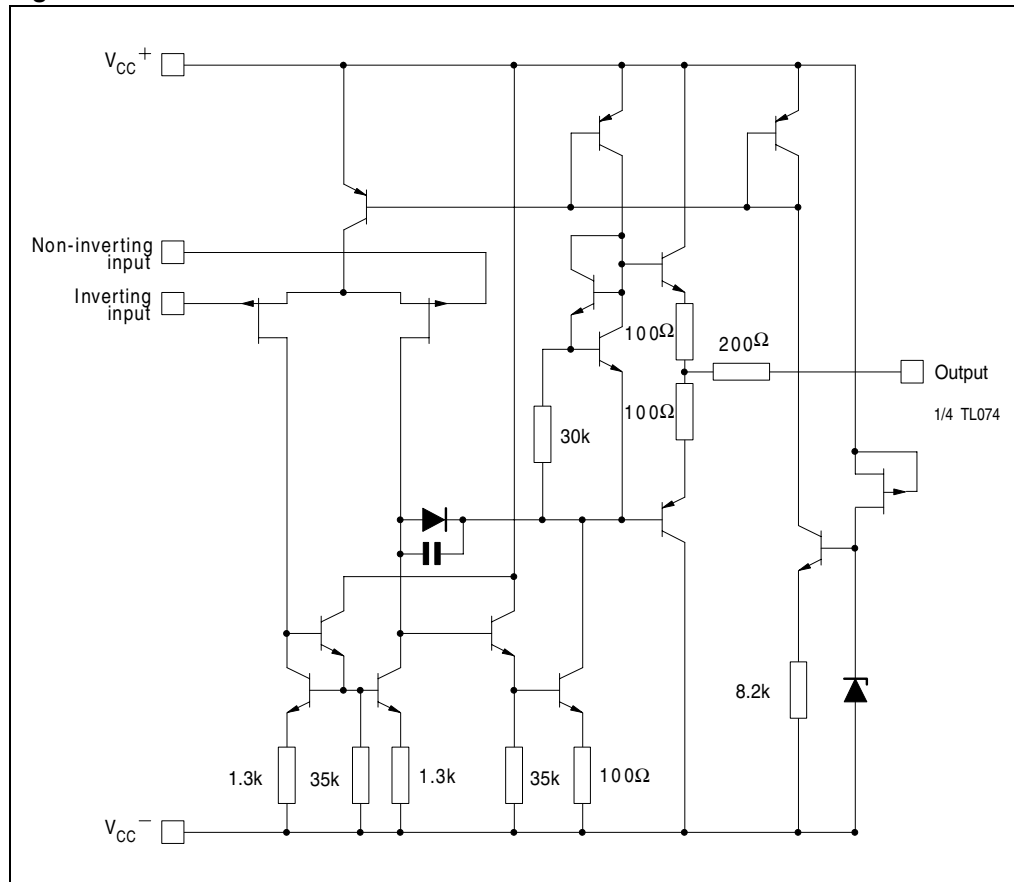 VCC+
Non-inverting
input
Inverting
input
100Ω
200Ω
Output
100Ω
1/4 TL074
30k
8.2k
1.3k
35k
1.3k
35k
100Ω
VCC−